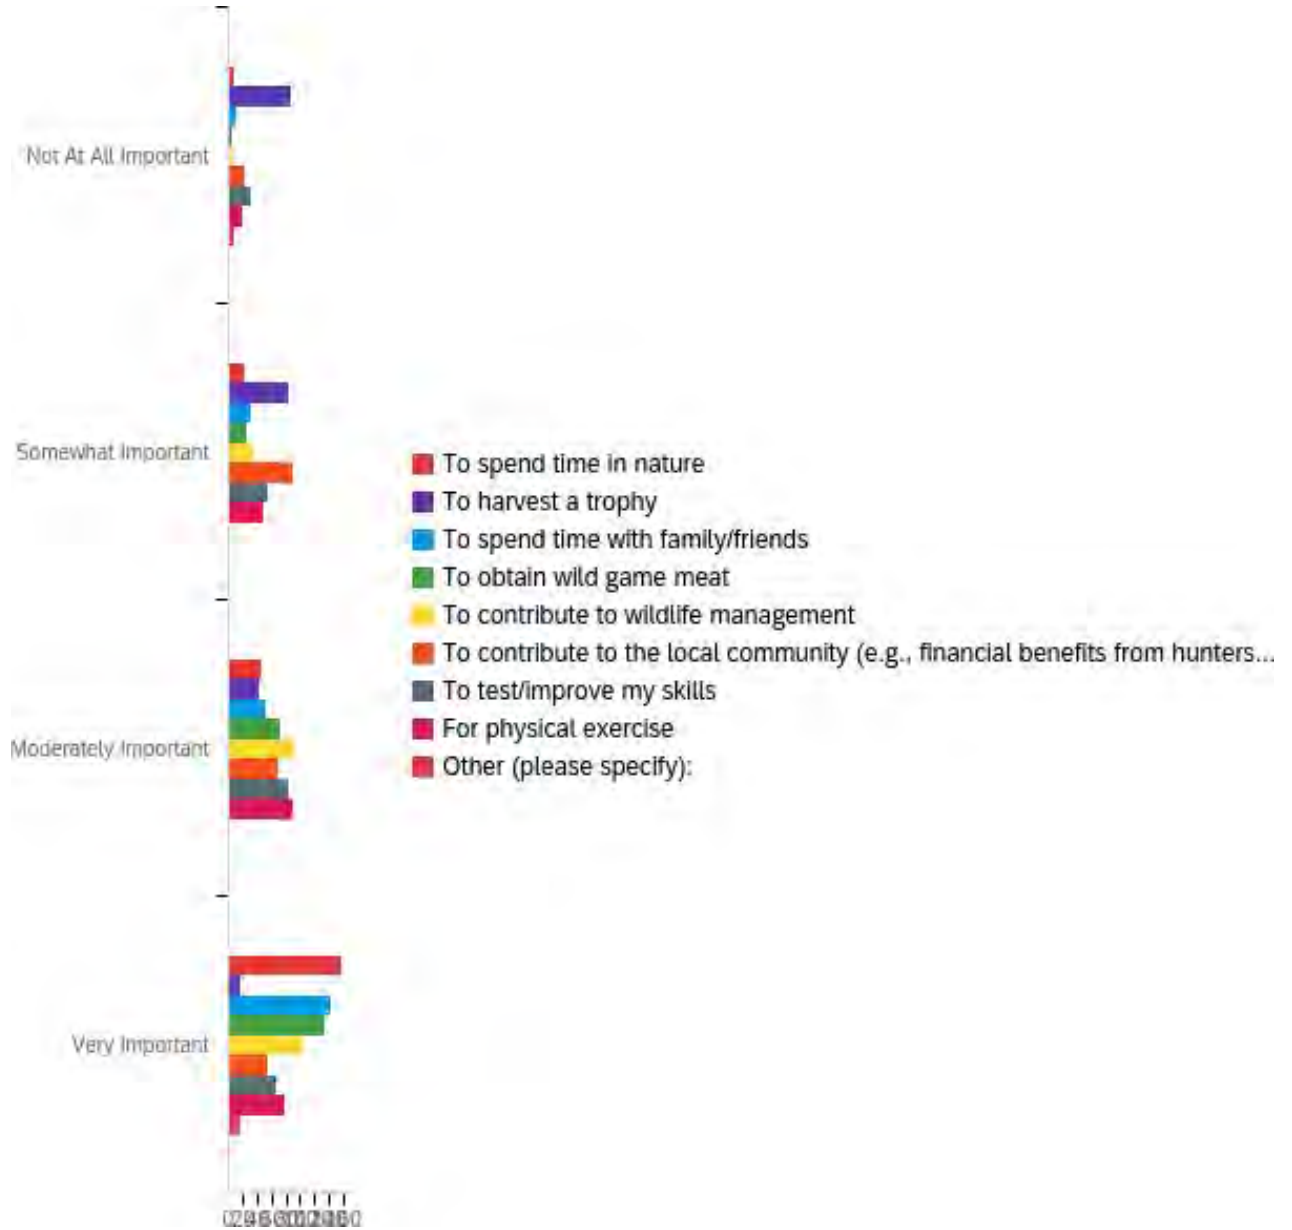 Not At All Important
Somewhat Important
To spend time in nature
To harvest a trophy
To spend time with family/friends
To obtain wild game meat
To contribute to wildlife management
To contribute to the local community (e.g., financial benefits from hunters...
To test/improve my skills
For physical exercise
Other (please specify):
Moderately Important
Very Important